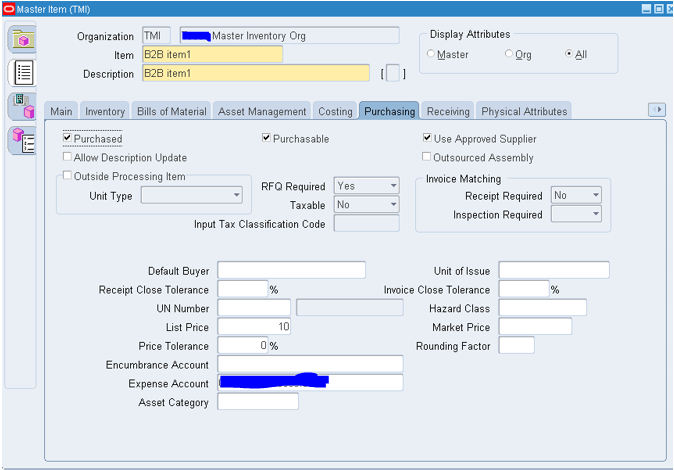 Master Item (TMI)
Organization TMI Master Inventory Org
Item B2B item1
Description B2B item1 [ ]
Display Attributes
Master Org All
Main Inventory Bills of Material Asset Management Costing Purchasing Receiving Physical Attributes
Purchased Purchasable Use Approved Supplier
Allow Description Update Outsourced Assembly
Outside Processing Item
Unit Type
RFQ Required Yes
Taxable No
Input Tax Classification Code
Invoice Matching
Receipt Required No
Inspection Required
Default Buyer Unit of Issue
Receipt Close Tolerance % Invoice Close Tolerance %
UN Number Hazard Class
List Price 10 Market Price
Price Tolerance 0 % Rounding Factor
Encumbrance Account
Expense Account
Asset Category